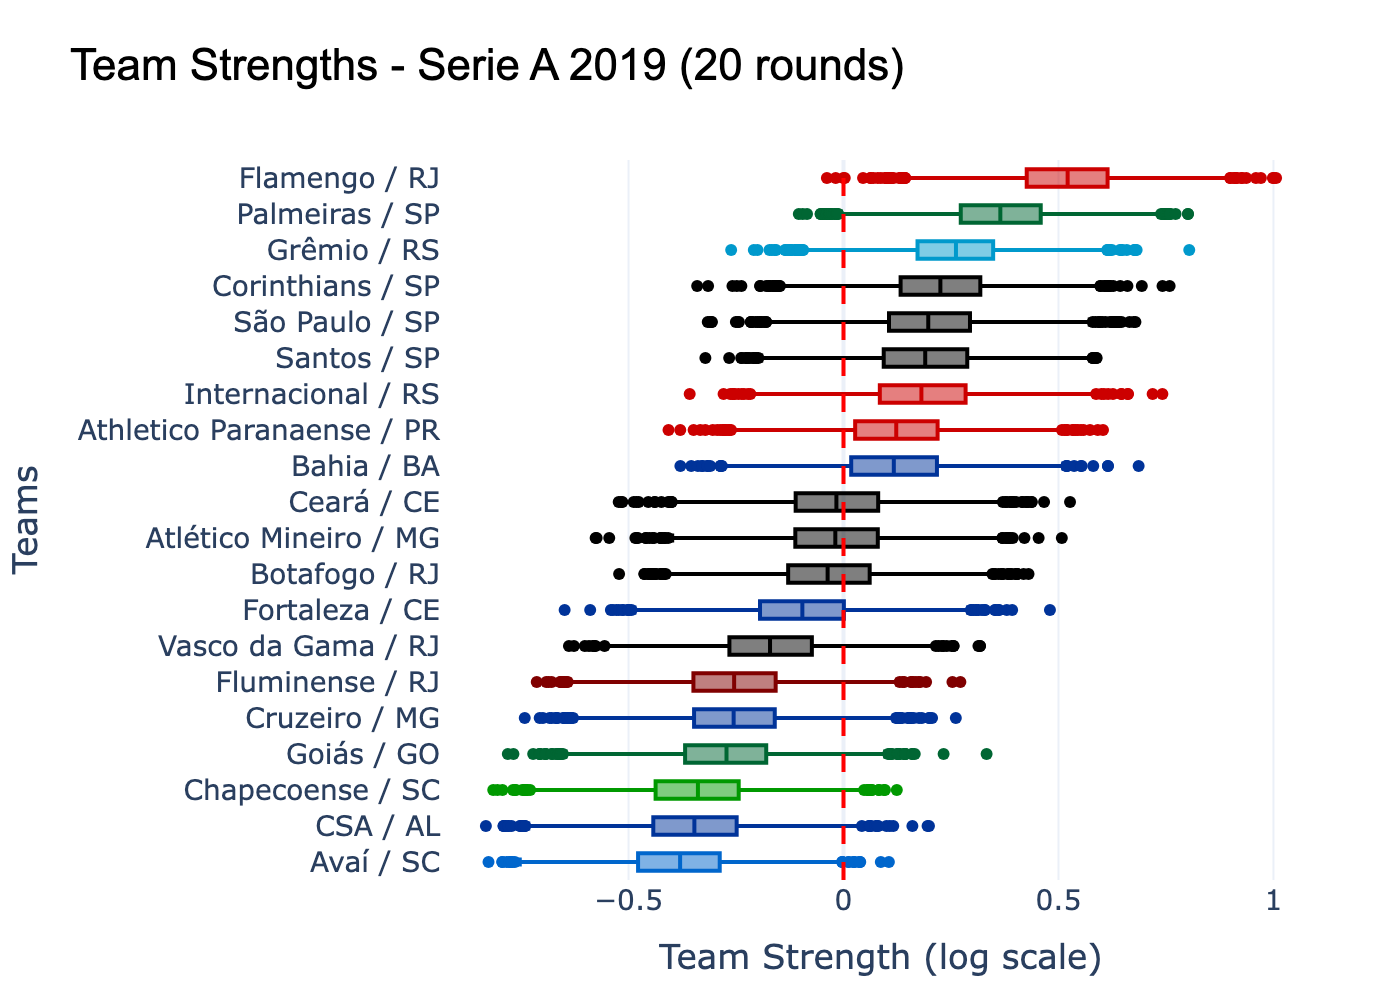 Team Strengths - Serie A 2019 (20 rounds)
Teams
Flamengo / RJ
Palmeiras / SP
Grêmio / RS
Corinthians / SP
São Paulo / SP
Santos / SP
Internacional / RS
Athletico Paranaense / PR
Bahia / BA
Ceará / CE
Atlético Mineiro / MG
Botafogo / RJ
Fortaleza / CE
Vasco da Gama / RJ
Fluminense / RJ
Cruzeiro / MG
Goiás / GO
Chapecoense / SC
CSA / AL
Avaí / SC
−0.5 0 0.5 1
Team Strength (log scale)